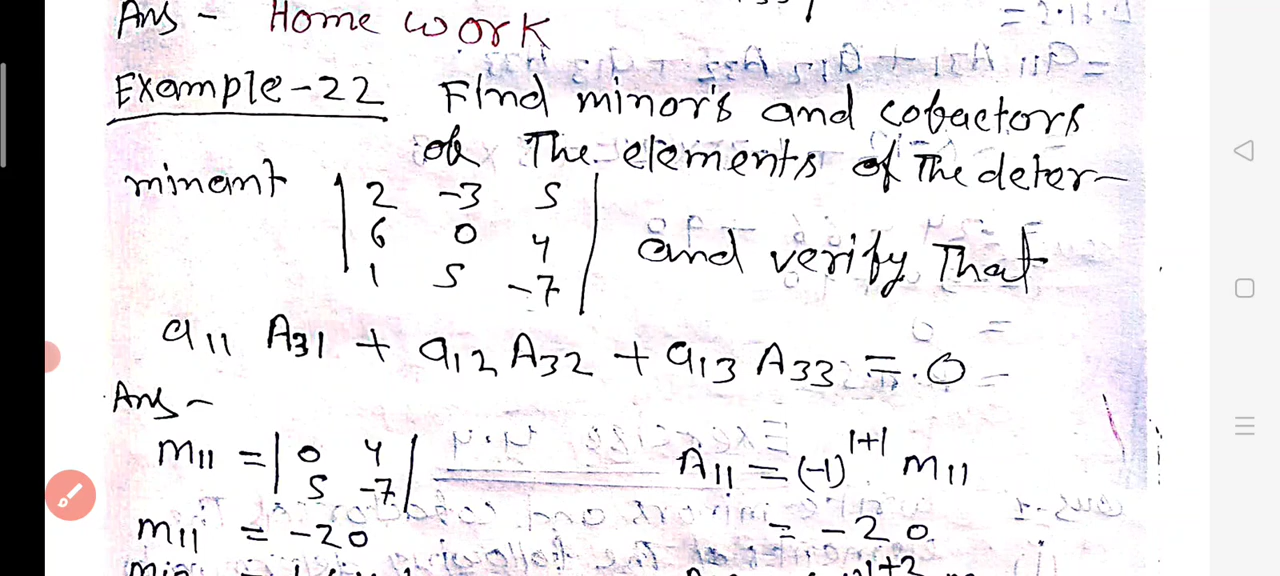 Ans - Home work
Example-22 Find minor's and cofactors
of The elements of The deter-
minant | 2 -3 5 |
| 6 0 4 | and verify That
| 1 5 -7 |
a11 A31 + a12 A32 + a13 A33 = 0
Ans -
M11 = | 0 4 | A11 = (-1)^1+1 M11
| 5 -7 |
M11 = -20 = -20.